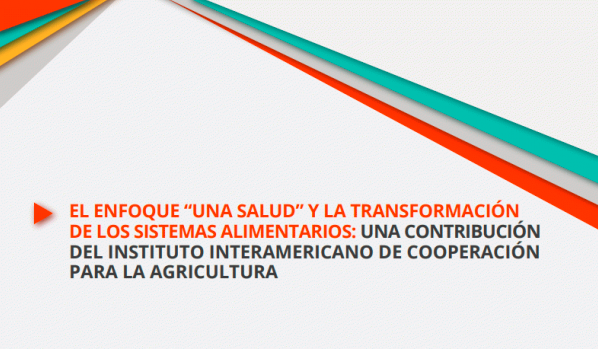 EL ENFOQUE “UNA SALUD” Y LA TRANSFORMACIÓN
DE LOS SISTEMAS ALIMENTARIOS: UNA CONTRIBUCIÓN
DEL INSTITUTO INTERAMERICANO DE COOPERACIÓN
PARA LA AGRICULTURA